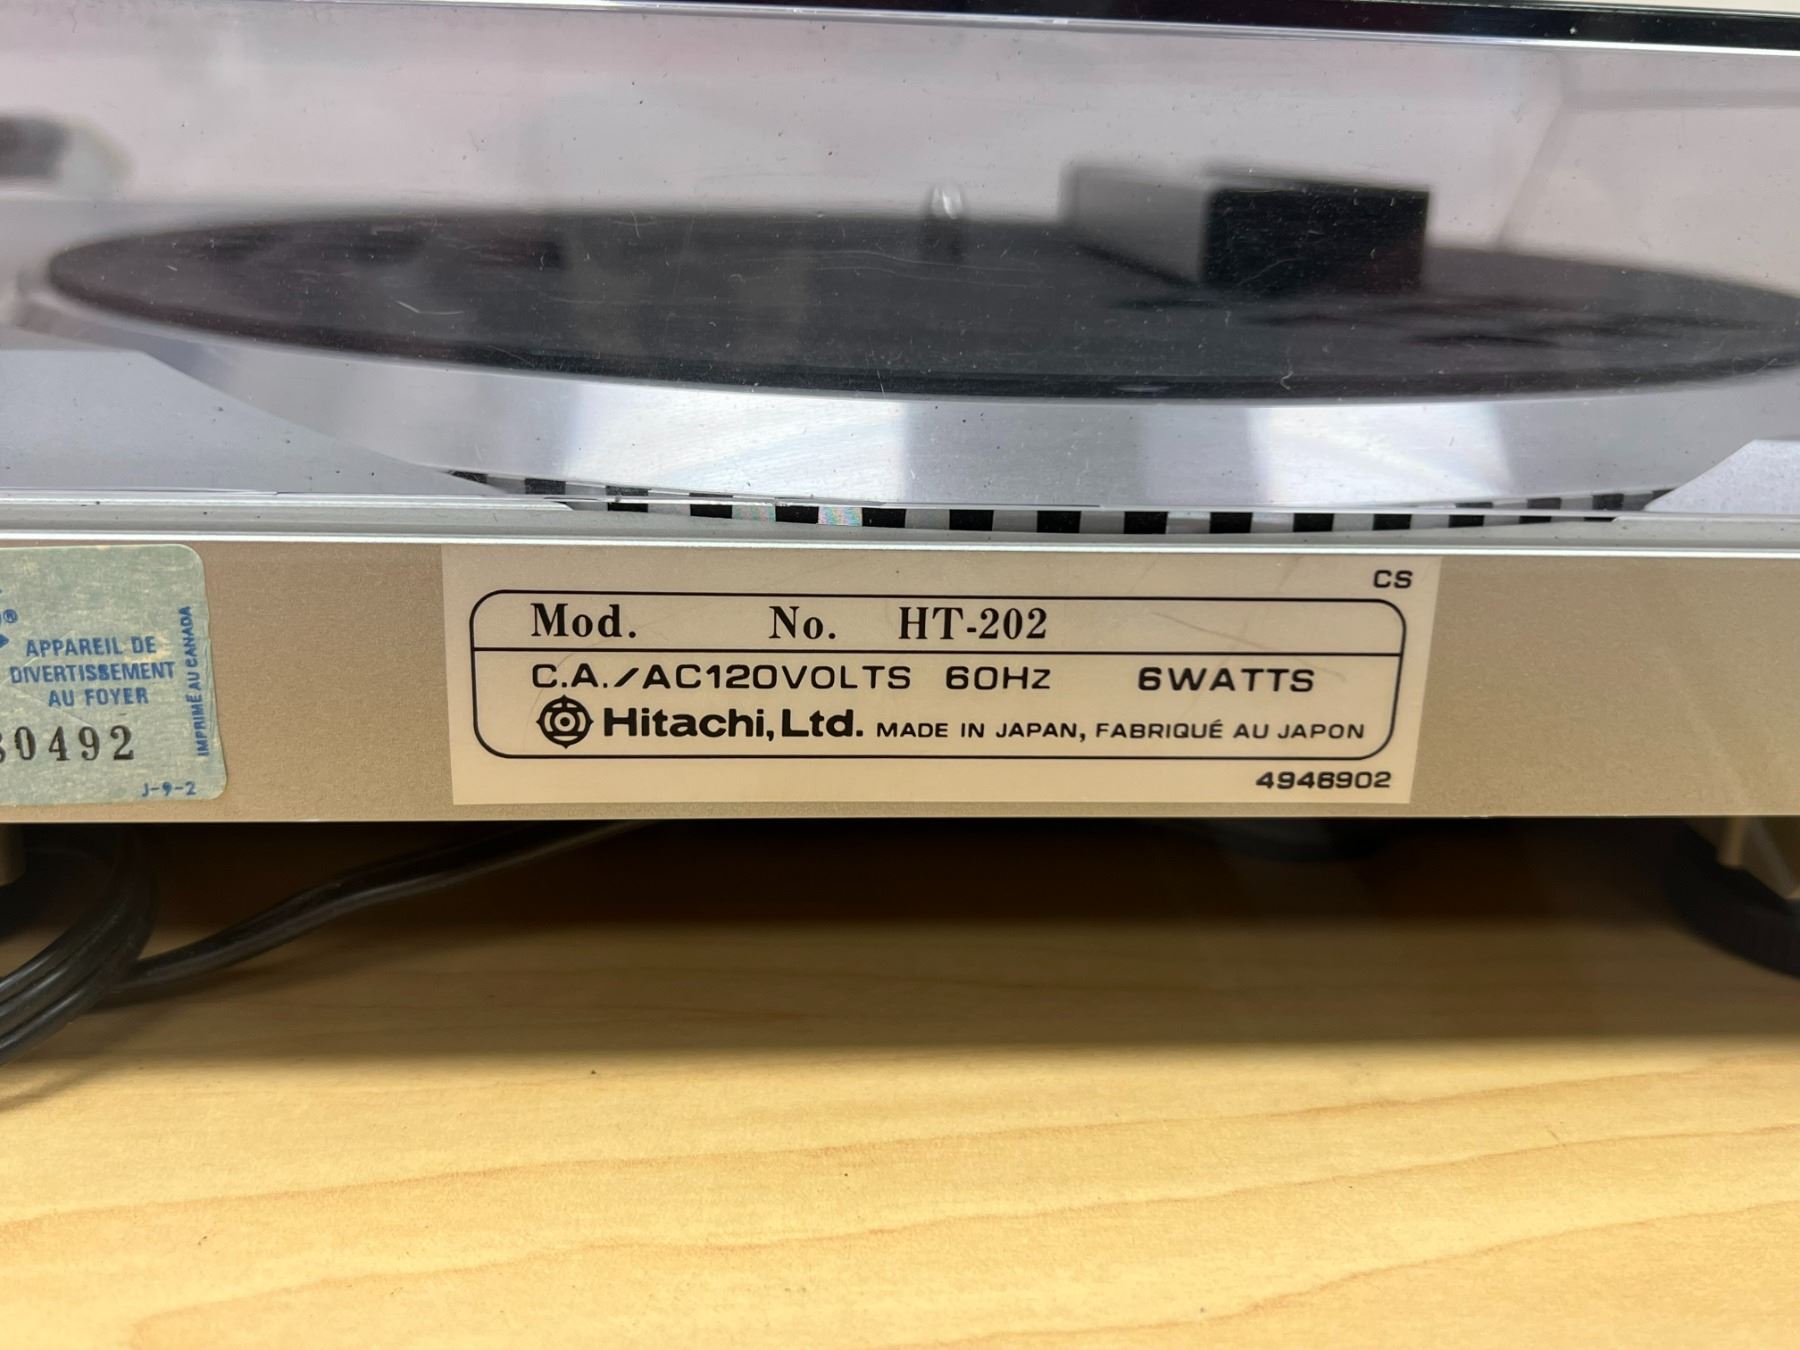 APPAREIL DE
DIVERTISSEMENT
AU FOYER
0492
J-9-2
IMPRIMÉ AU CANADA
CS
Mod. No. HT-202
C.A./AC120VOLTS 60Hz 6WATTS
Hitachi, Ltd. MADE IN JAPAN, FABRIQUÉ AU JAPON
4946902